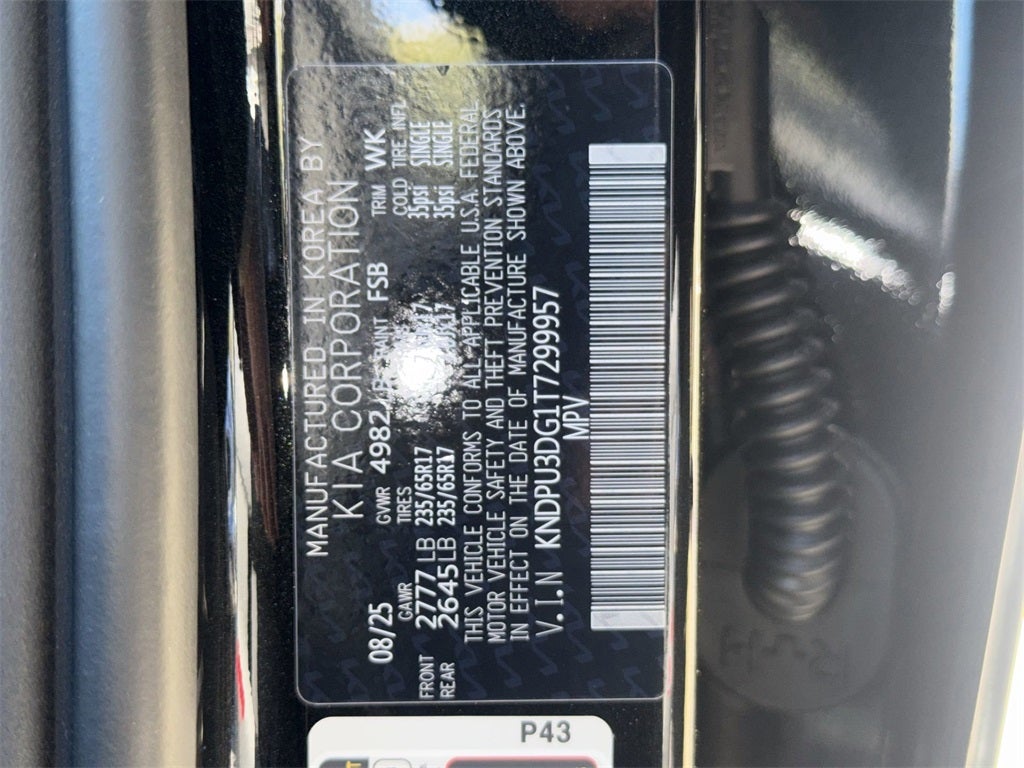 MANUFACTURED IN KOREA BY
KIA CORPORATION
08/25 GVWR 4982 FSB TRIM WK
GAWR TIRES COLD TIRE INFL
FRONT 2777 LB 235/65R17 35psi SINGLE
REAR 2645LB 235/65R17 35psi SINGLE
THIS VEHICLE CONFORMS TO ALL APPLICABLE U.S.A. FEDERAL
MOTOR VEHICLE SAFETY AND THEFT PREVENTION STANDARDS
IN EFFECT ON THE DATE OF MANUFACTURE SHOWN ABOVE.
V.I.N KNDPU3DG1T7299957
MPV
P43